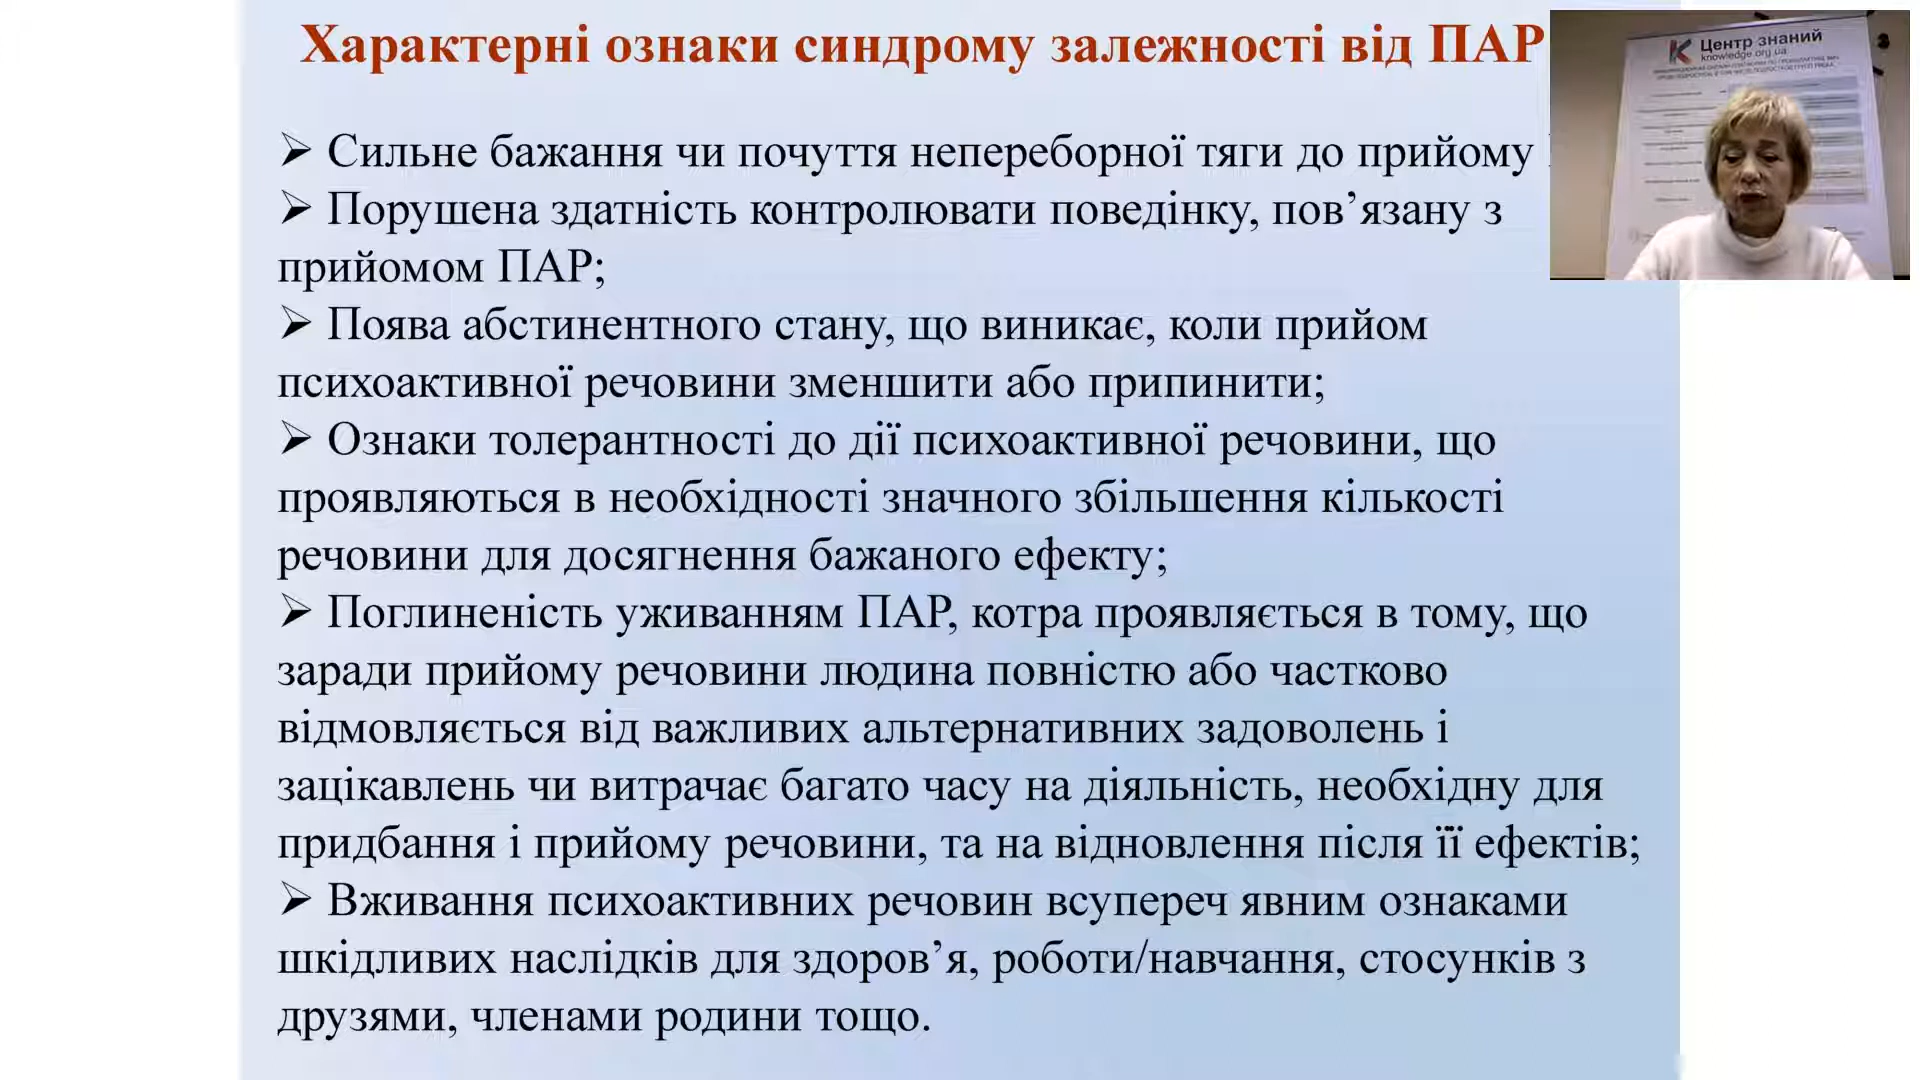 Характерні ознаки синдрому залежності від ПАР
➢ Сильне бажання чи почуття непереборної тяги до прийому
➢ Порушена здатність контролювати поведінку, пов’язану з
прийомом ПАР;
➢ Поява абстинентного стану, що виникає, коли прийом
психоактивної речовини зменшити або припинити;
➢ Ознаки толерантності до дії психоактивної речовини, що
проявляються в необхідності значного збільшення кількості
речовини для досягнення бажаного ефекту;
➢ Поглиненість уживанням ПАР, котра проявляється в тому, що
заради прийому речовини людина повністю або частково
відмовляється від важливих альтернативних задоволень і
зацікавлень чи витрачає багато часу на діяльність, необхідну для
придбання і прийому речовини, та на відновлення після її ефектів;
➢ Вживання психоактивних речовин всупереч явним ознаками
шкідливих наслідків для здоров’я, роботи/навчання, стосунків з
друзями, членами родини тощо.
Центр знаний
knowledge.org.ua